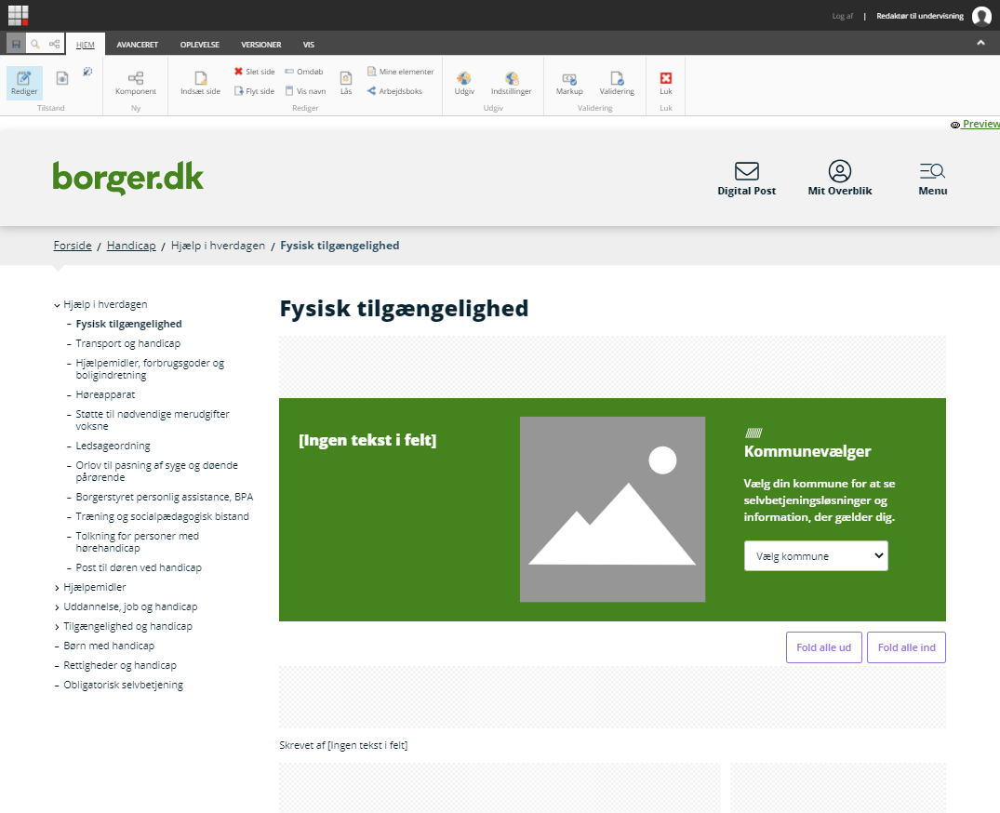 Log af | Redaktør til undervisning
HJEM AVANCERET OPLEVELSE VERSIONER VIS
Slet side Omdøb Mine elementer
Rediger Komponent Indsæt side Flyt side Vis navn Lås Arbejdsboks Udgiv Indstillinger Markup Validering Luk
Tilstand Ny Rediger Udgiv Validering Luk
Preview
borger.dk
Digital Post Mit Overblik Menu
Forside / Handicap / Hjælp i hverdagen / Fysisk tilgængelighed
Hjælp i hverdagen
– Fysisk tilgængelighed
– Transport og handicap
– Hjælpemidler, forbrugsgoder og
boligindretning
– Høreapparat
– Støtte til nødvendige merudgifter
voksne
– Ledsageordning
– Orlov til pasning af syge og døende
pårørende
– Borgerstyret personlig assistance, BPA
– Træning og socialpædagogisk bistand
– Tolkning for personer med
hørehandicap
– Post til døren ved handicap
Hjælpemidler
Uddannelse, job og handicap
Tilgængelighed og handicap
– Børn med handicap
– Rettigheder og handicap
– Obligatorisk selvbetjening
Fysisk tilgængelighed
[Ingen tekst i felt]
Kommunevælger
Vælg din kommune for at se
selvbetjeningsløsninger og
information, der gælder dig.
Vælg kommune
Fold alle ud Fold alle ind
Skrevet af [Ingen tekst i felt]